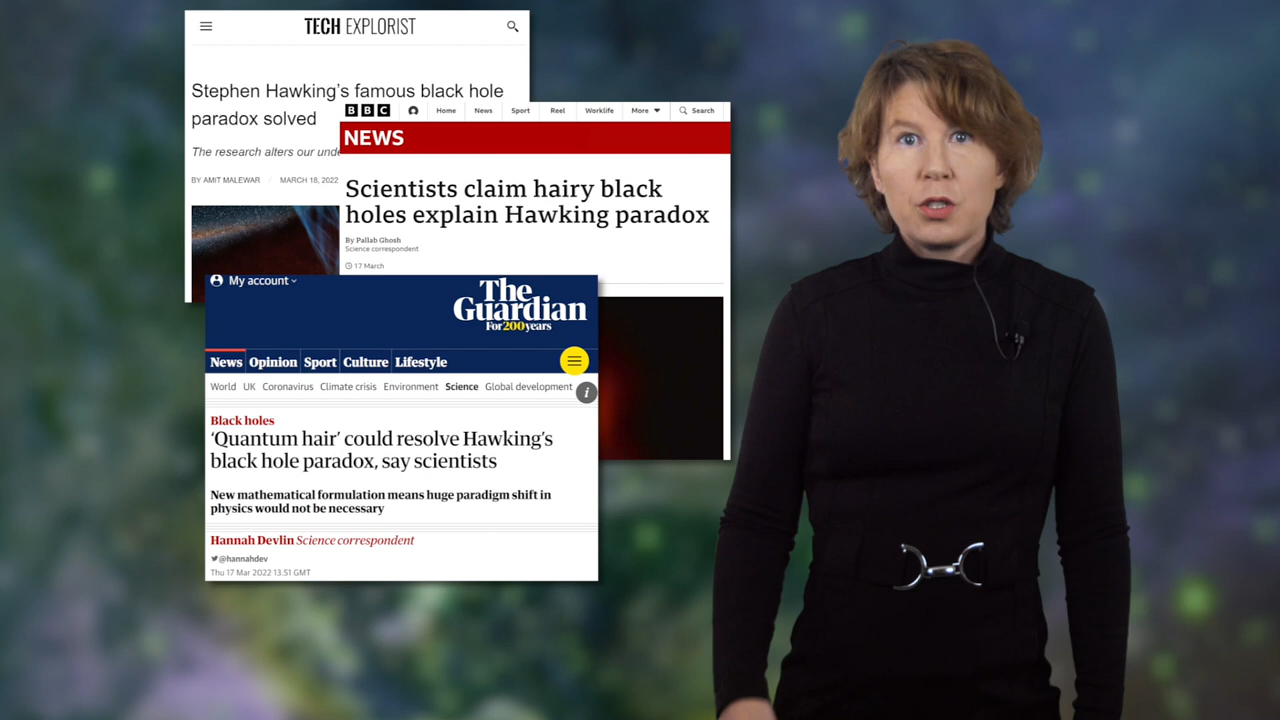 TECH EXPLORIST
Stephen Hawking's famous black hole
paradox solved
The research alters our unde
BY AMIT MALEWAR / MARCH 18, 2022
BBC Home News Sport Reel Worklife More Search
NEWS
Scientists claim hairy black
holes explain Hawking paradox
By Pallab Ghosh
Science correspondent
17 March
My account
The
Guardian
For 200 years
News Opinion Sport Culture Lifestyle
World UK Coronavirus Climate crisis Environment Science Global development
i
Black holes
‘Quantum hair’ could resolve Hawking’s
black hole paradox, say scientists
New mathematical formulation means huge paradigm shift in
physics would not be necessary
Hannah Devlin Science correspondent
@hannahdev
Thu 17 Mar 2022 13.51 GMT